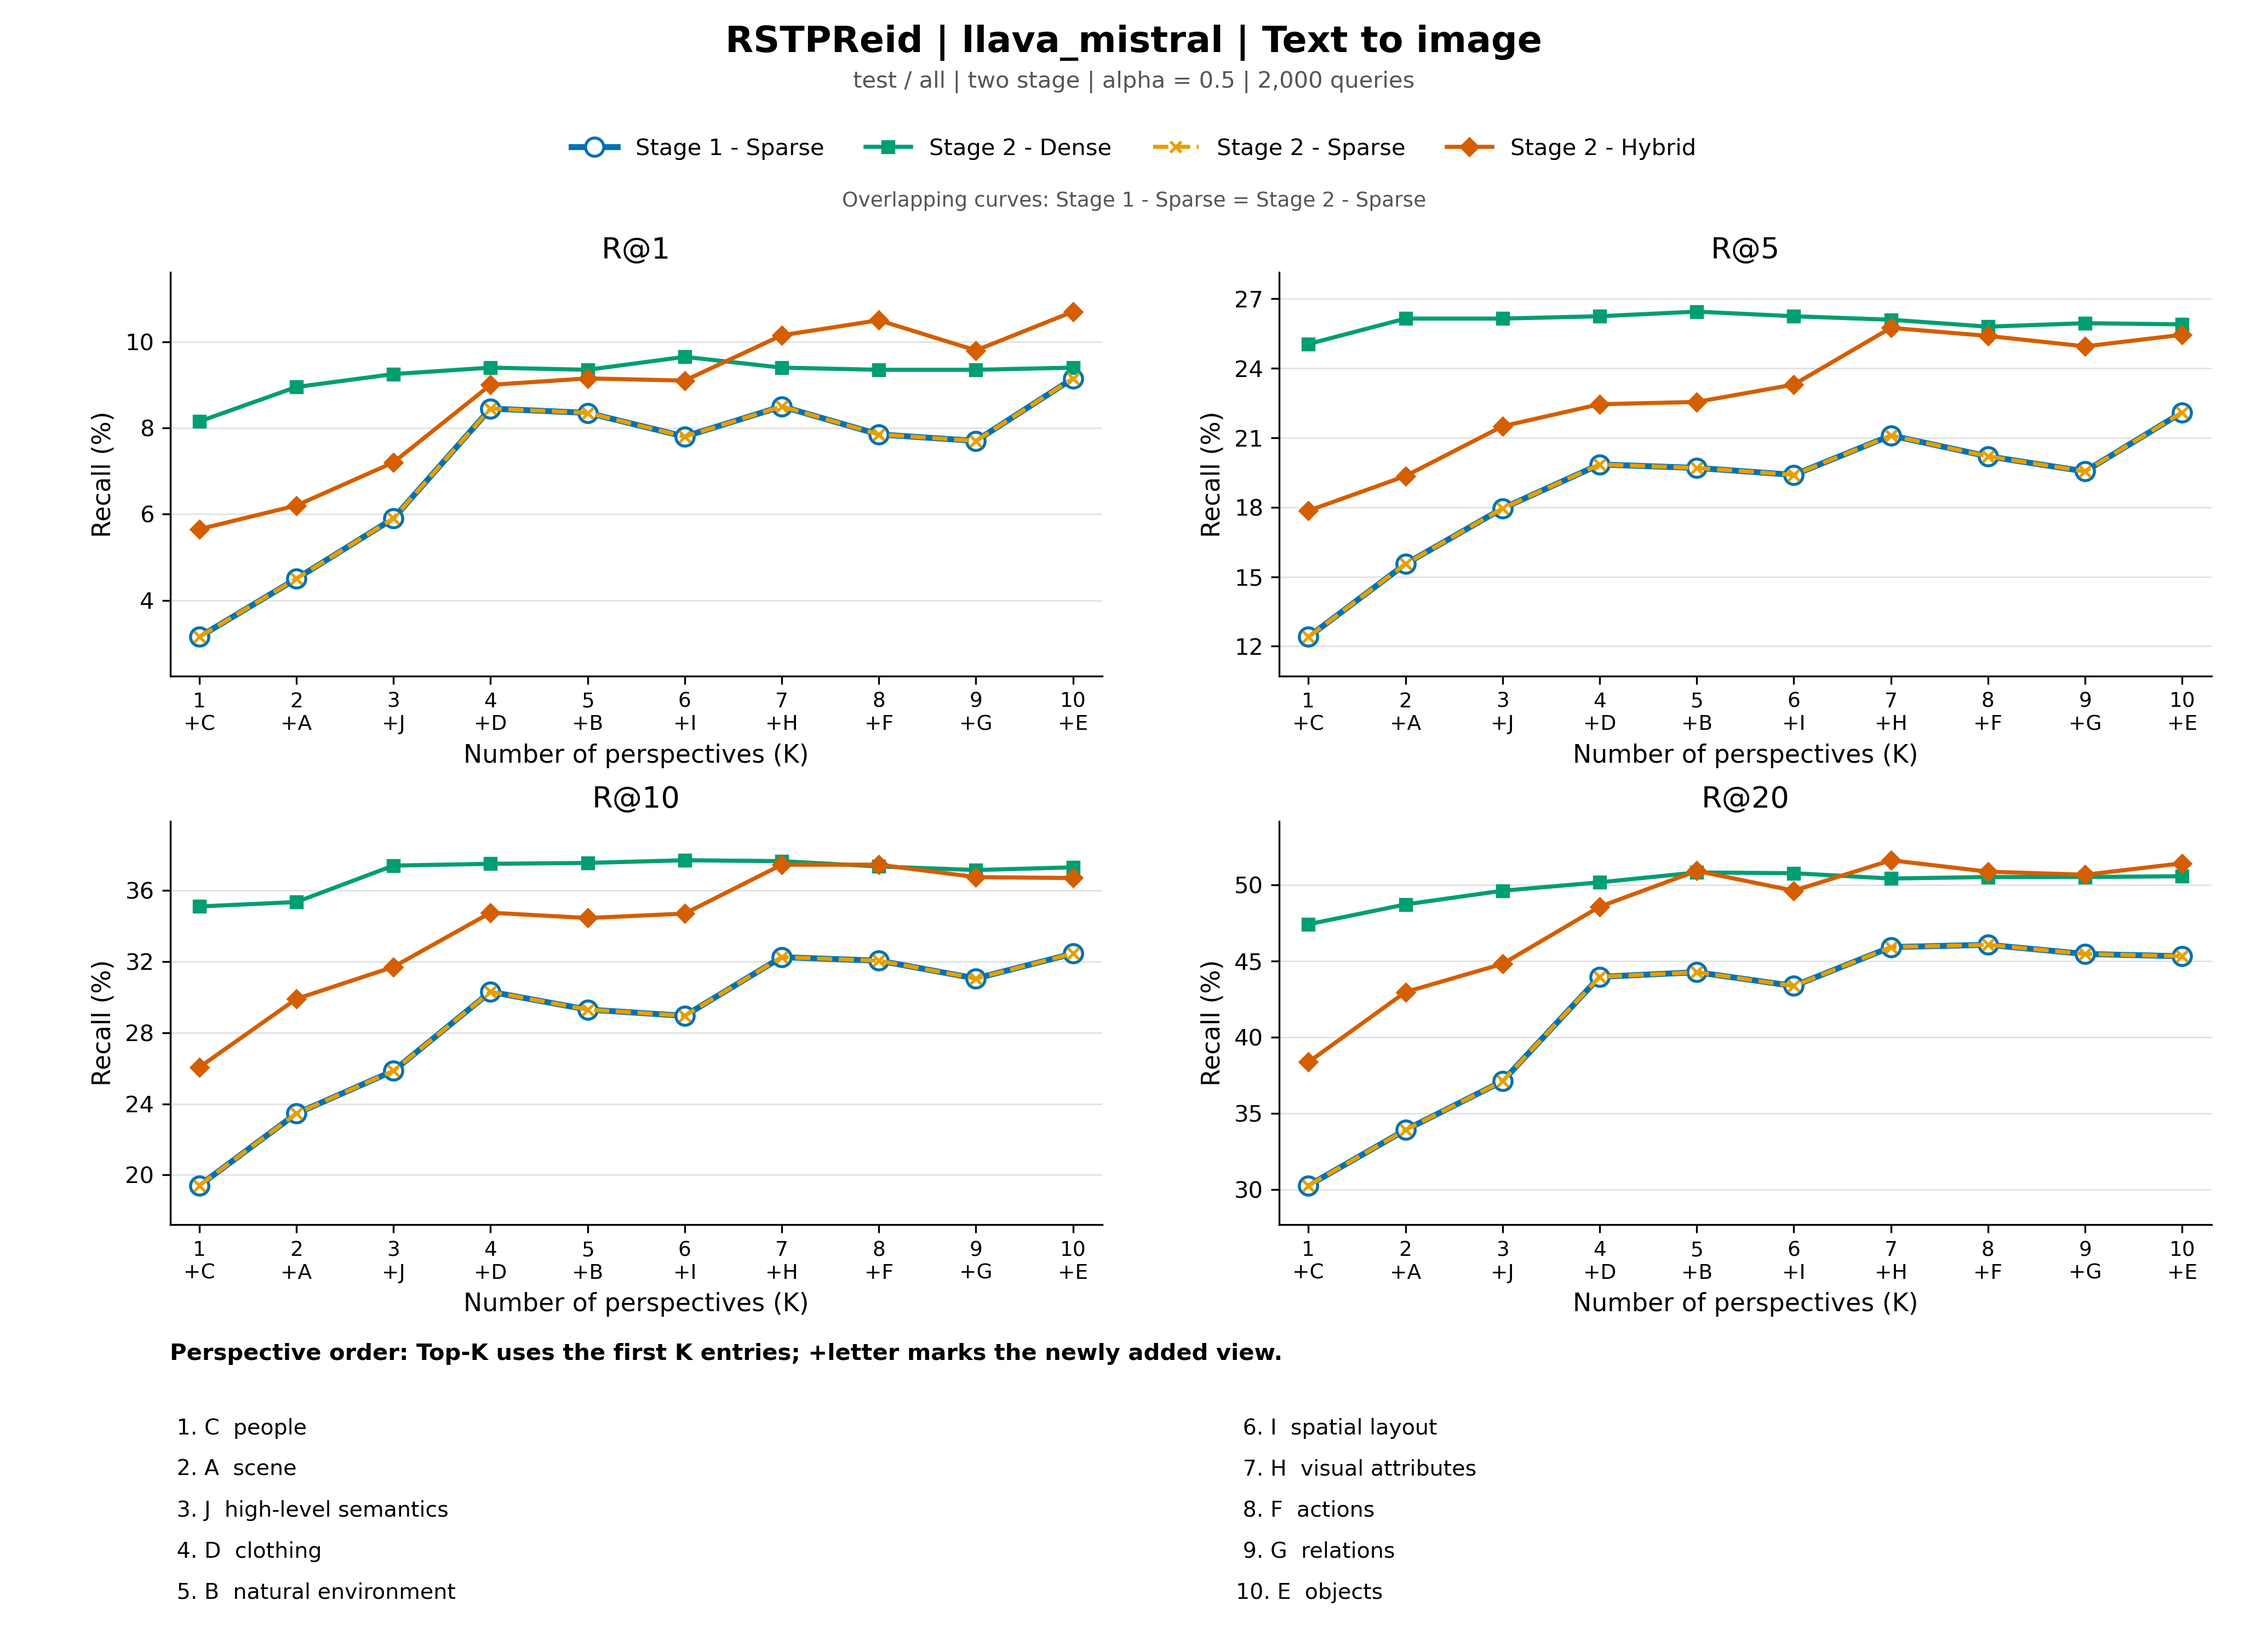 RSTPReid | llava_mistral | Text to image
test / all | two stage | alpha = 0.5 | 2,000 queries
Stage 1 - Sparse
Stage 2 - Dense
Stage 2 - Sparse
Stage 2 - Hybrid
Overlapping curves: Stage 1 - Sparse = Stage 2 - Sparse
R@1
Recall (%)
10
8
6
4
1 2 3 4 5 6 7 8 9 10
+C +A +J +D +B +I +H +F +G +E
Number of perspectives (K)
R@5
Recall (%)
27
24
21
18
15
12
1 2 3 4 5 6 7 8 9 10
+C +A +J +D +B +I +H +F +G +E
Number of perspectives (K)
R@10
Recall (%)
36
32
28
24
20
1 2 3 4 5 6 7 8 9 10
+C +A +J +D +B +I +H +F +G +E
Number of perspectives (K)
R@20
Recall (%)
50
45
40
35
30
1 2 3 4 5 6 7 8 9 10
+C +A +J +D +B +I +H +F +G +E
Number of perspectives (K)
Perspective order: Top-K uses the first K entries; +letter marks the newly added view.
1. C people
2. A scene
3. J high-level semantics
4. D clothing
5. B natural environment
6. I spatial layout
7. H visual attributes
8. F actions
9. G relations
10. E objects